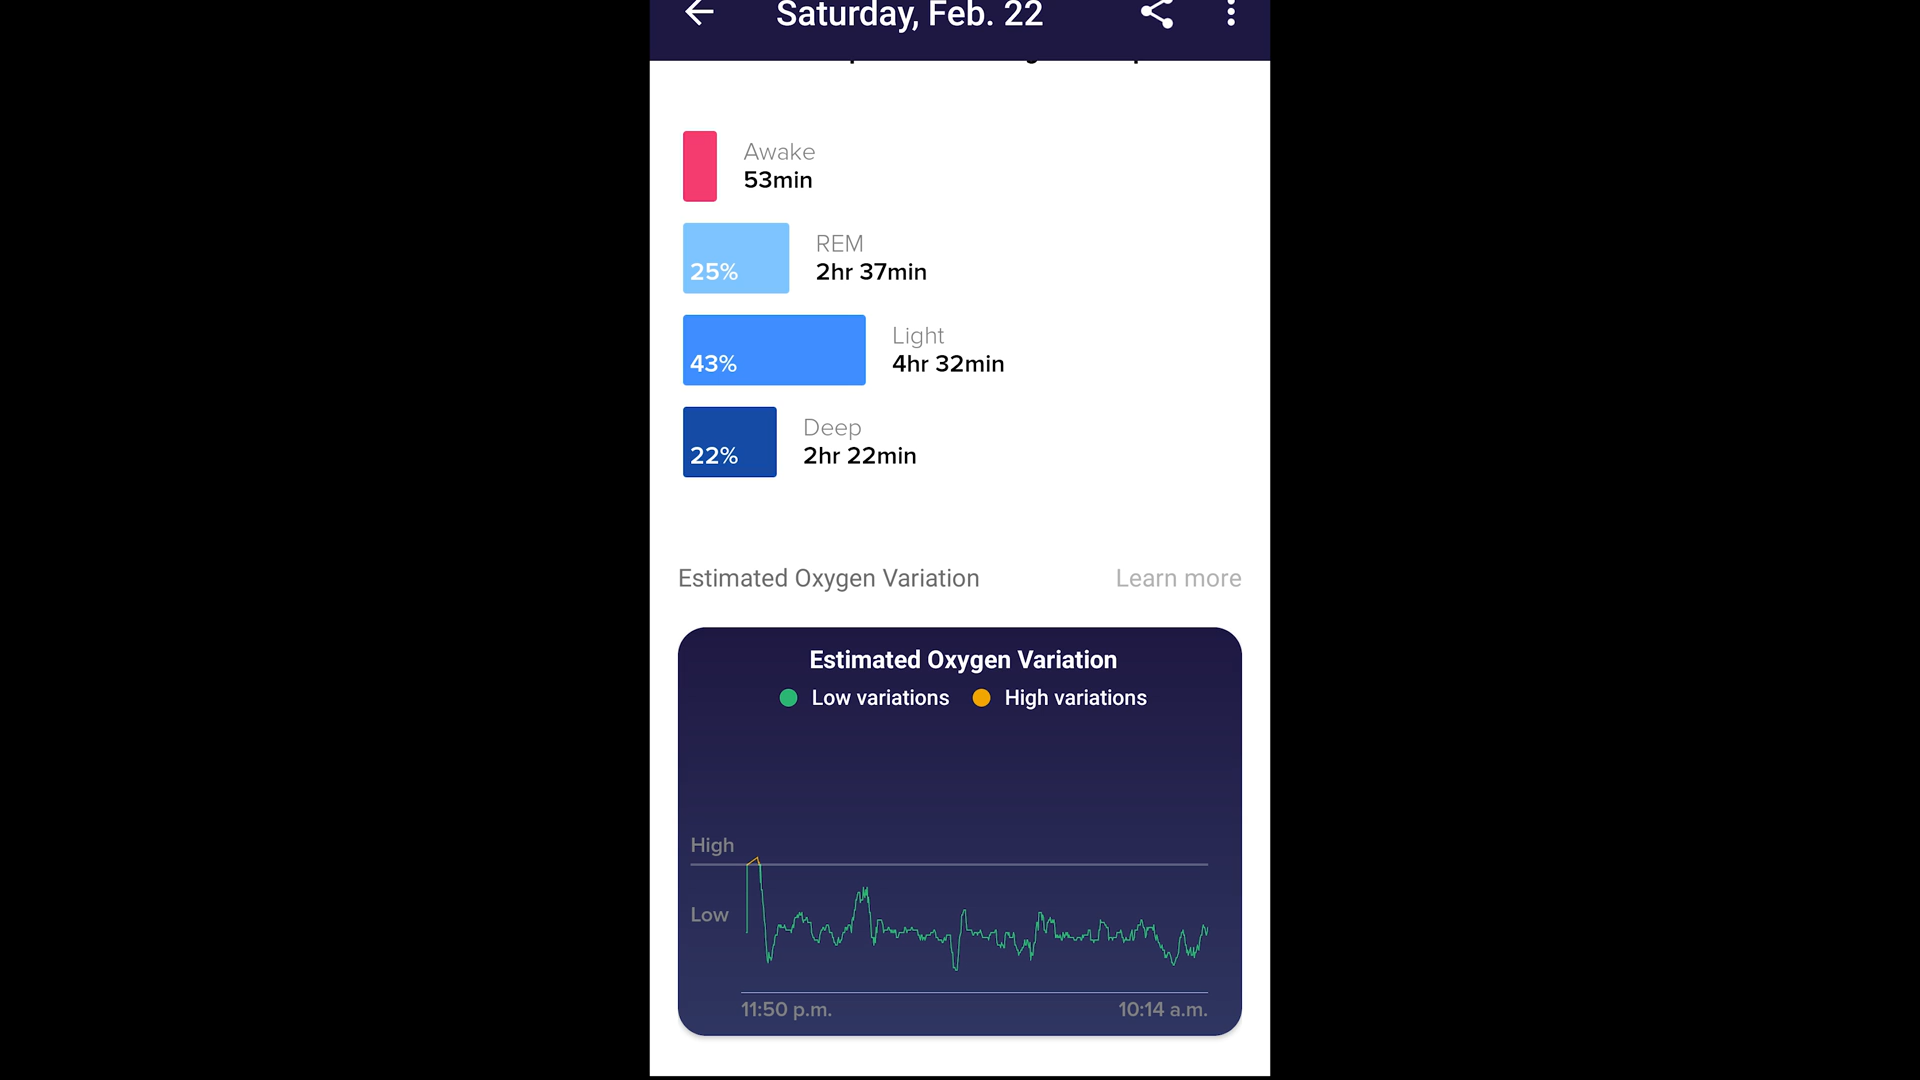 Saturday, Feb. 22
Awake
53min
25%
REM
2hr 37min
43%
Light
4hr 32min
22%
Deep
2hr 22min
Estimated Oxygen Variation
Learn more
Estimated Oxygen Variation
Low variations
High variations
High
Low
11:50 p.m.
10:14 a.m.